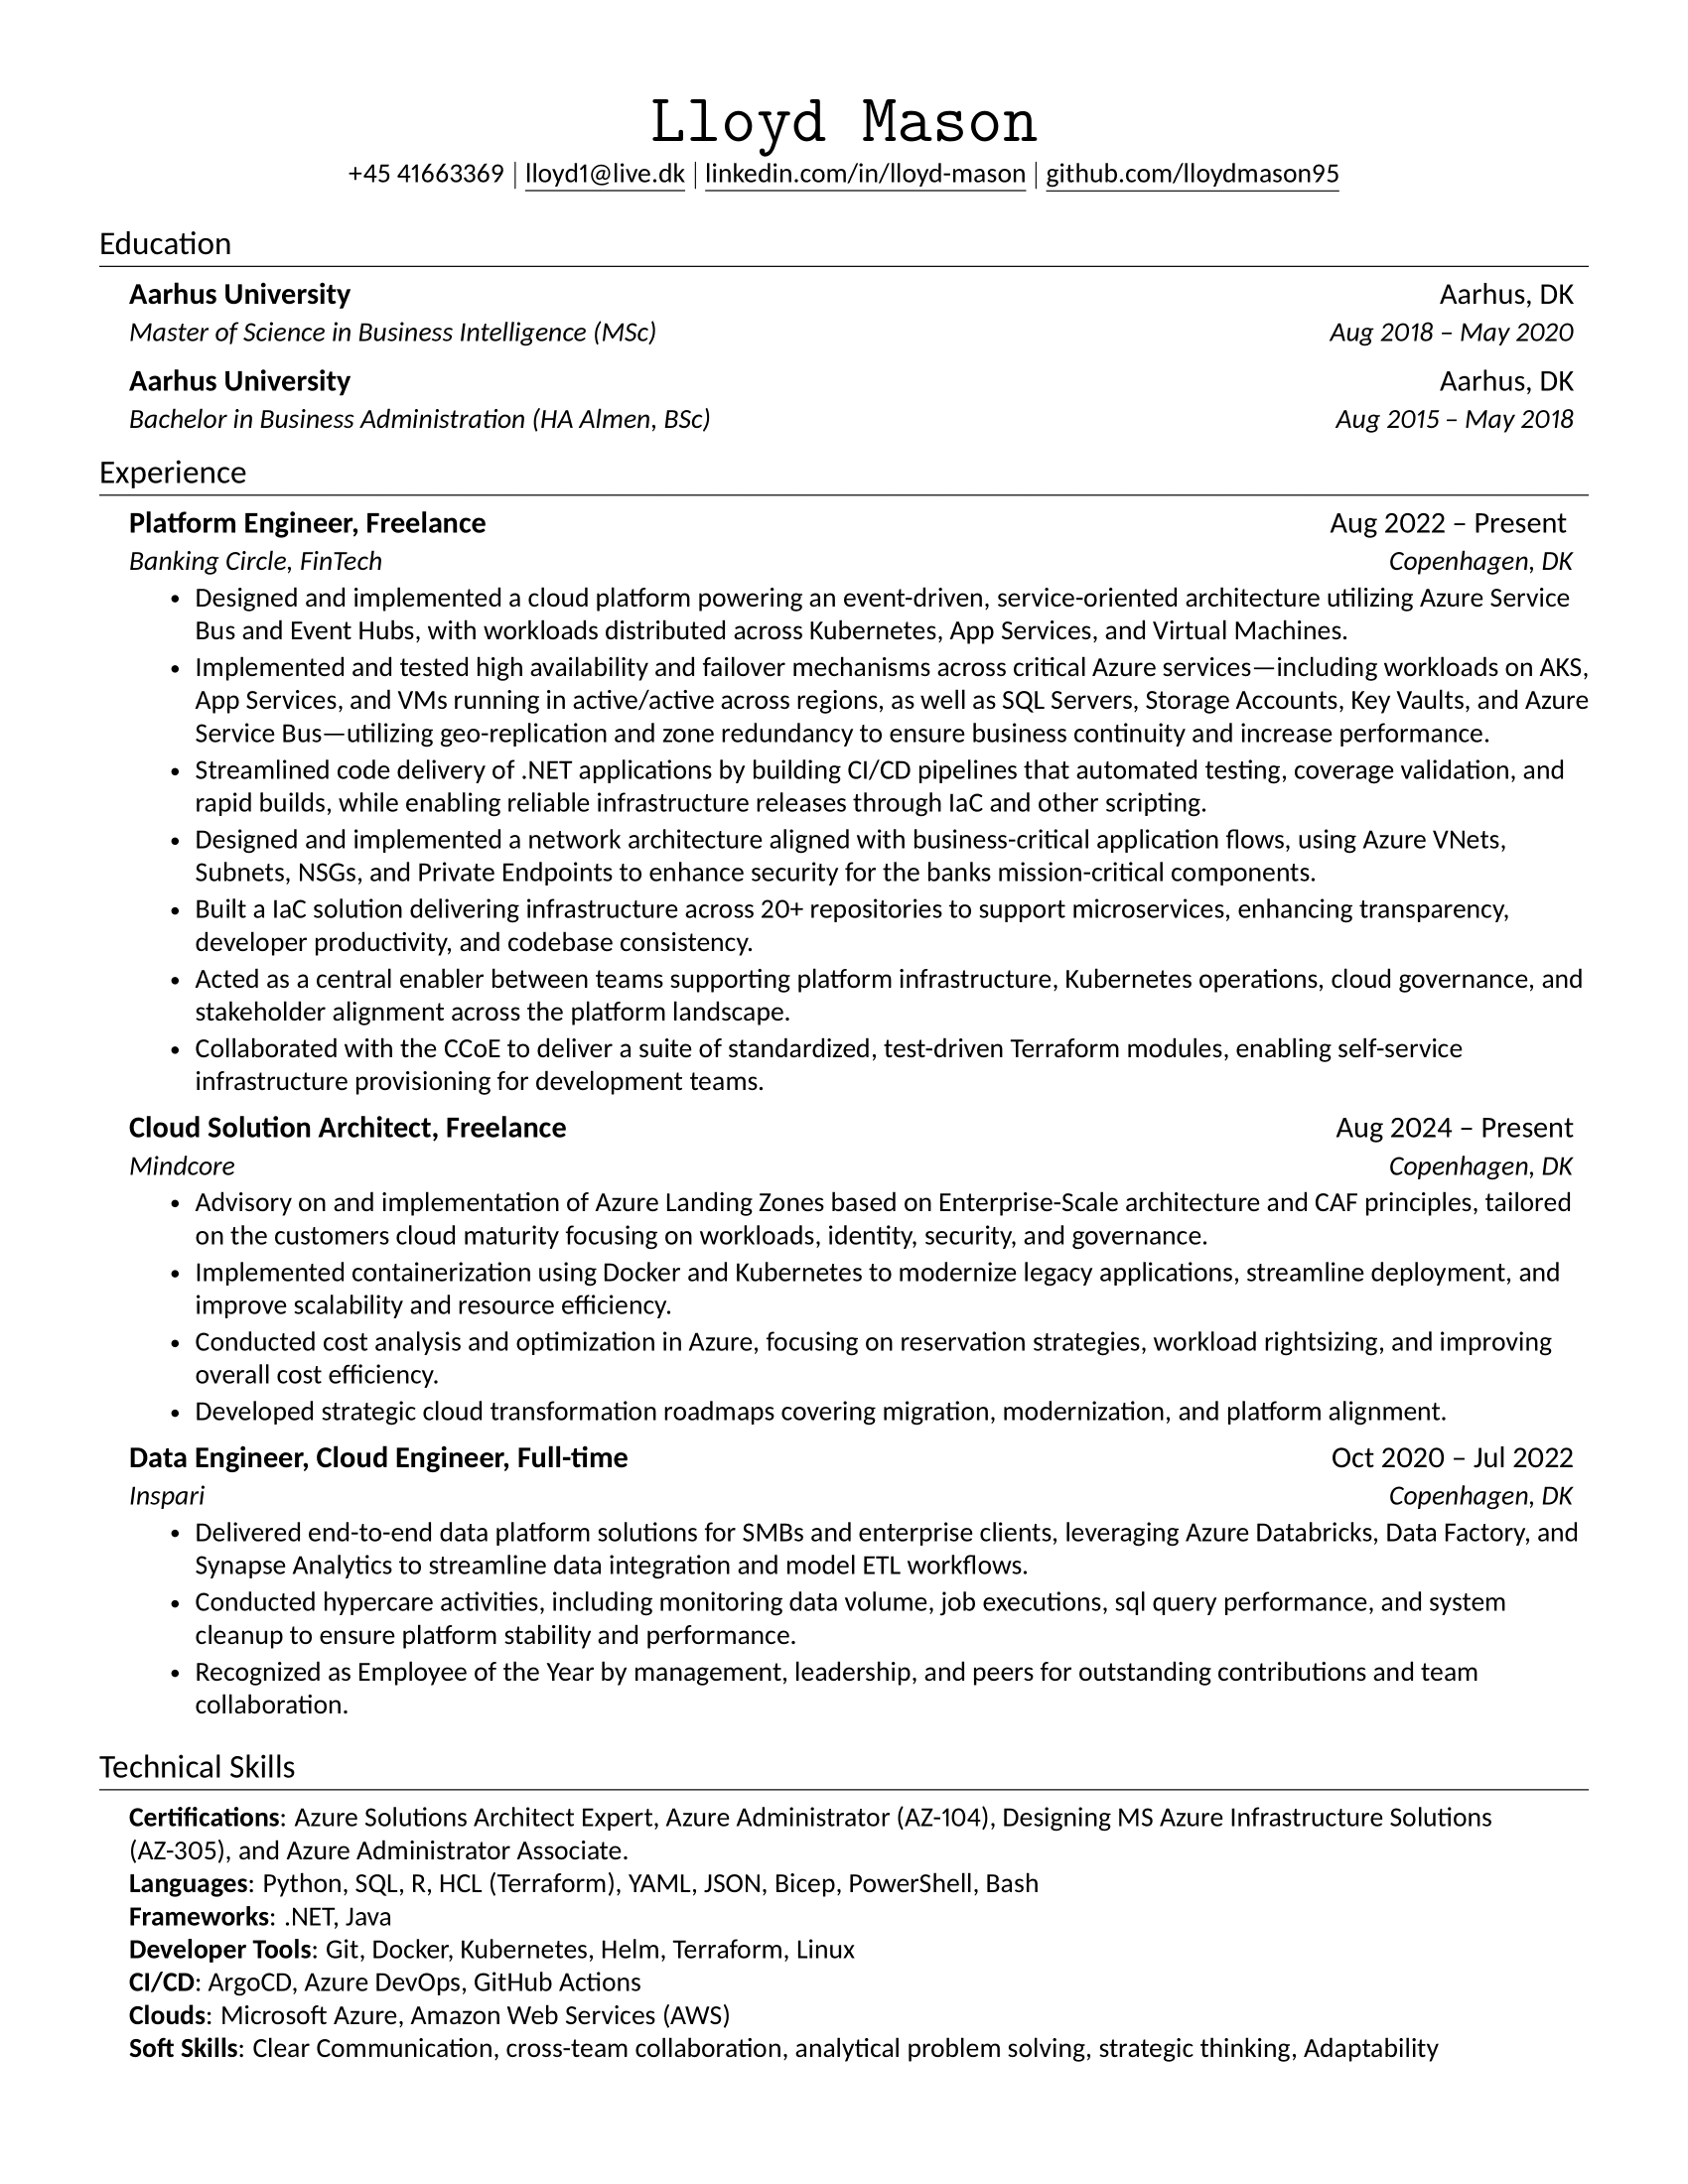 Lloyd Mason
+45 41663369 | lloyd1@live.dk | linkedin.com/in/lloyd-mason | github.com/lloydmason95
Education
Aarhus University Aarhus, DK
Master of Science in Business Intelligence (MSc) Aug 2018 – May 2020
Aarhus University Aarhus, DK
Bachelor in Business Administration (HA Almen, BSc) Aug 2015 – May 2018
Experience
Platform Engineer, Freelance Aug 2022 – Present
Banking Circle, FinTech Copenhagen, DK
• Designed and implemented a cloud platform powering an event-driven, service-oriented architecture utilizing Azure Service
Bus and Event Hubs, with workloads distributed across Kubernetes, App Services, and Virtual Machines.
• Implemented and tested high availability and failover mechanisms across critical Azure services—including workloads on AKS,
App Services, and VMs running in active/active across regions, as well as SQL Servers, Storage Accounts, Key Vaults, and Azure
Service Bus—utilizing geo-replication and zone redundancy to ensure business continuity and increase performance.
• Streamlined code delivery of .NET applications by building CI/CD pipelines that automated testing, coverage validation, and
rapid builds, while enabling reliable infrastructure releases through IaC and other scripting.
• Designed and implemented a network architecture aligned with business-critical application flows, using Azure VNets,
Subnets, NSGs, and Private Endpoints to enhance security for the banks mission-critical components.
• Built a IaC solution delivering infrastructure across 20+ repositories to support microservices, enhancing transparency,
developer productivity, and codebase consistency.
• Acted as a central enabler between teams supporting platform infrastructure, Kubernetes operations, cloud governance, and
stakeholder alignment across the platform landscape.
• Collaborated with the CCoE to deliver a suite of standardized, test-driven Terraform modules, enabling self-service
infrastructure provisioning for development teams.
Cloud Solution Architect, Freelance Aug 2024 – Present
Mindcore Copenhagen, DK
• Advisory on and implementation of Azure Landing Zones based on Enterprise-Scale architecture and CAF principles, tailored
on the customers cloud maturity focusing on workloads, identity, security, and governance.
• Implemented containerization using Docker and Kubernetes to modernize legacy applications, streamline deployment, and
improve scalability and resource efficiency.
• Conducted cost analysis and optimization in Azure, focusing on reservation strategies, workload rightsizing, and improving
overall cost efficiency.
• Developed strategic cloud transformation roadmaps covering migration, modernization, and platform alignment.
Data Engineer, Cloud Engineer, Full-time Oct 2020 – Jul 2022
Inspari Copenhagen, DK
• Delivered end-to-end data platform solutions for SMBs and enterprise clients, leveraging Azure Databricks, Data Factory, and
Synapse Analytics to streamline data integration and model ETL workflows.
• Conducted hypercare activities, including monitoring data volume, job executions, sql query performance, and system
cleanup to ensure platform stability and performance.
• Recognized as Employee of the Year by management, leadership, and peers for outstanding contributions and team
collaboration.
Technical Skills
Certifications: Azure Solutions Architect Expert, Azure Administrator (AZ-104), Designing MS Azure Infrastructure Solutions
(AZ-305), and Azure Administrator Associate.
Languages: Python, SQL, R, HCL (Terraform), YAML, JSON, Bicep, PowerShell, Bash
Frameworks: .NET, Java
Developer Tools: Git, Docker, Kubernetes, Helm, Terraform, Linux
CI/CD: ArgoCD, Azure DevOps, GitHub Actions
Clouds: Microsoft Azure, Amazon Web Services (AWS)
Soft Skills: Clear Communication, cross-team collaboration, analytical problem solving, strategic thinking, Adaptability